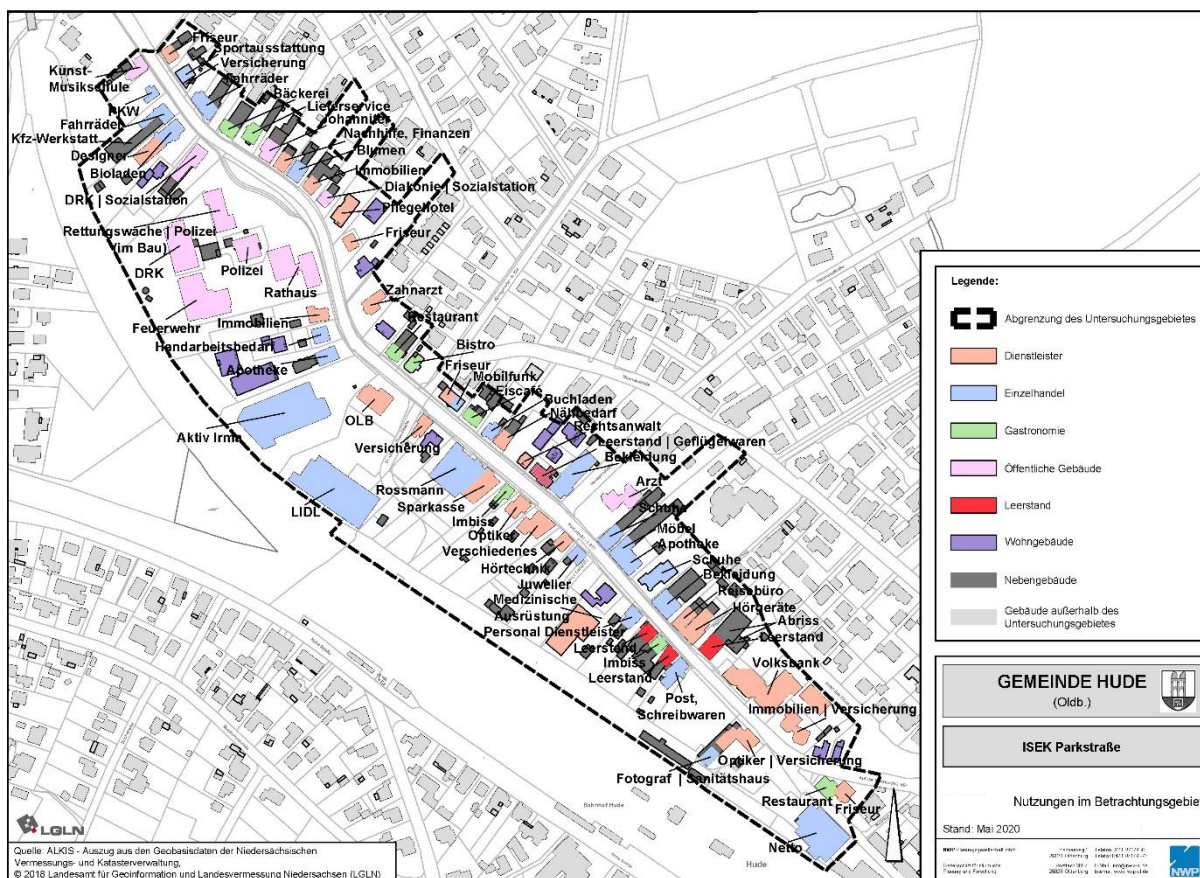 Friseur
Sportausstattung
Versicherung
Fahrräder
Bäckerei
Lieferservice
Johanniter
Nachhilfe, Finanzen
Blumen
Immobilien
Diakonie | Sozialstation
Pflegehotel
Friseur
Kunst-
Musikschule
PKW
Fahrräder
Kfz-Werkstatt
Designer
Bioladen
DRK | Sozialstation
Rettungswache | Polizei
(im Bau)
DRK
Polizei
Rathaus
Feuerwehr
Immobilien
Handarbeitsbedarf
Apotheke
Zahnarzt
Restaurant
Bistro
Friseur
Mobilfunk
Eiscafé
Buchladen
Nähbedarf
Rechtsanwalt
Leerstand | Geflügelwaren
Bekleidung
Aktiv Irma
OLB
Versicherung
LIDL
Rossmann
Sparkasse
Imbiss
Optiker
Verschiedenes
Hörtechnik
Juwelier
Medizinische
Ausrüstung
Personal Dienstleister
Leerstand
Imbiss
Leerstand
Post,
Schreibwaren
Arzt
Schuhe
Möbel
Apotheke
Schuhe
Bekleidung
Reisebüro
Hörgeräte
Abriss
Leerstand
Volksbank
Immobilien | Versicherung
Optiker | Versicherung
Fotograf | Sanitätshaus
Restaurant
Friseur
Netto
Bahnhof Hude
Hude
Legende:
Abgrenzung des Untersuchungsgebietes
Dienstleister
Einzelhandel
Gastronomie
Öffentliche Gebäude
Leerstand
Wohngebäude
Nebengebäude
Gebäude außerhalb des
Untersuchungsgebietes
GEMEINDE HUDE
(Oldb.)
ISEK Parkstraße
Nutzungen im Betrachtungsgebiet
Stand: Mai 2020
NWP
LGLN
Quelle: ALKIS - Auszug aus den Geobasisdaten der Niedersächsischen
Vermessungs- und Katasterverwaltung,
© 2018 Landesamt für Geoinformation und Landesvermessung Niedersachsen (LGLN)